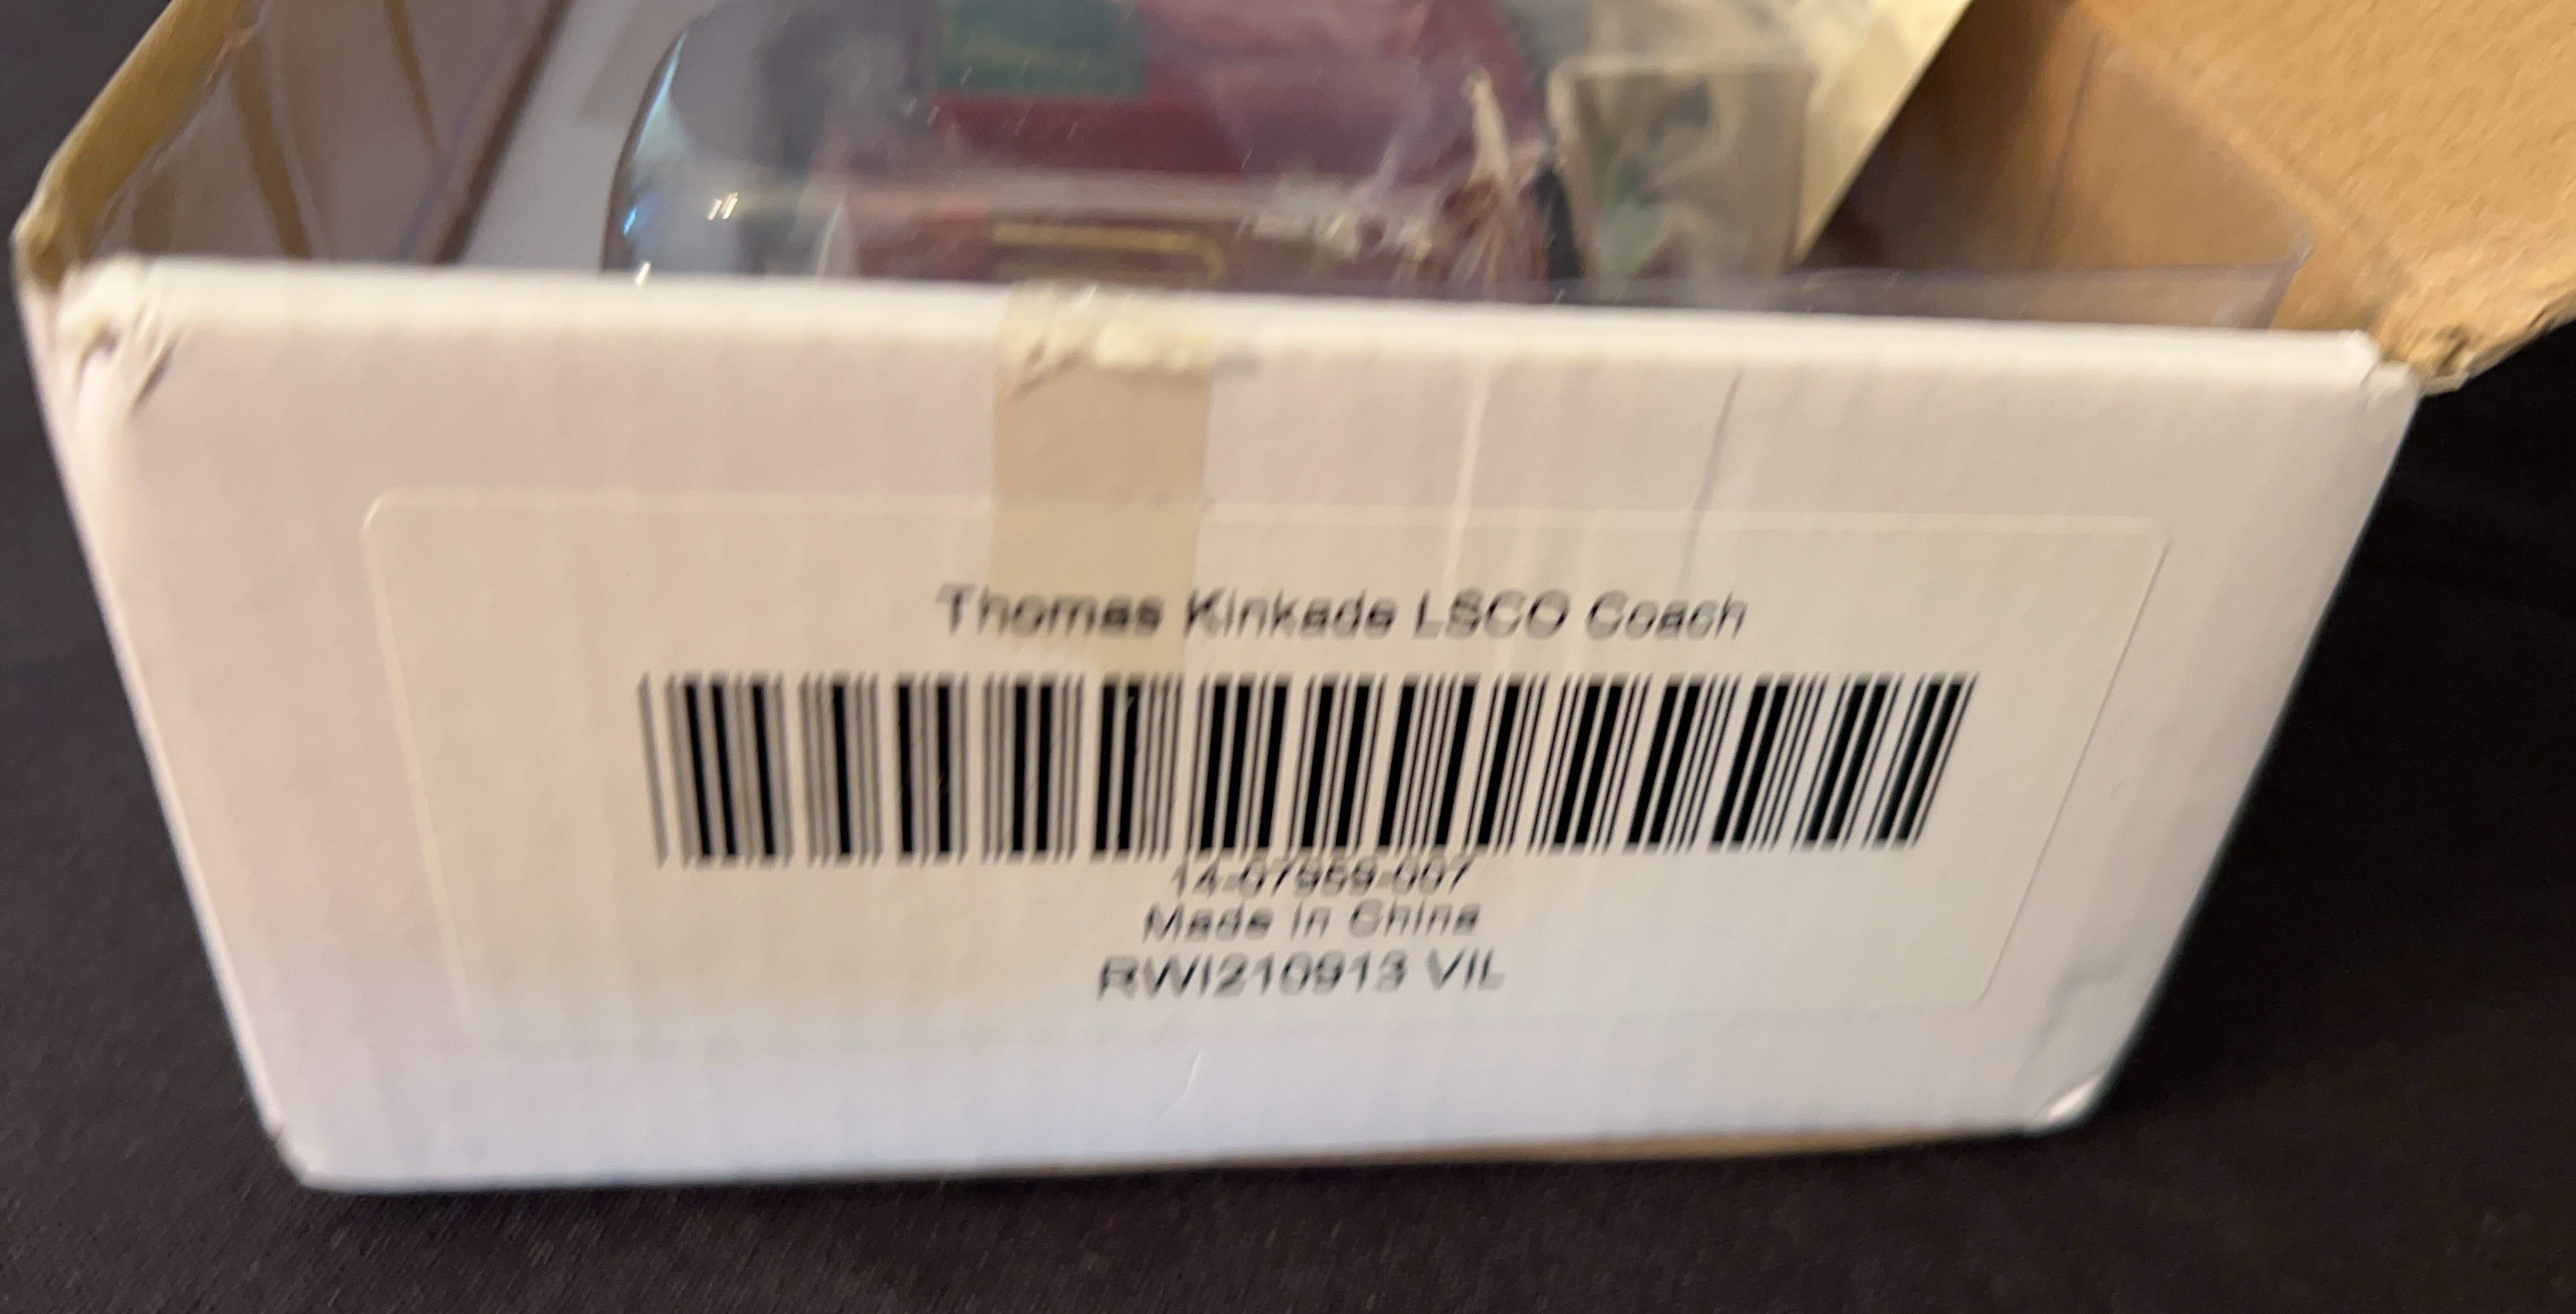 Thomas Kinkade LSCO Coach
14-07959-007
Made in China
RWI210913 VIL